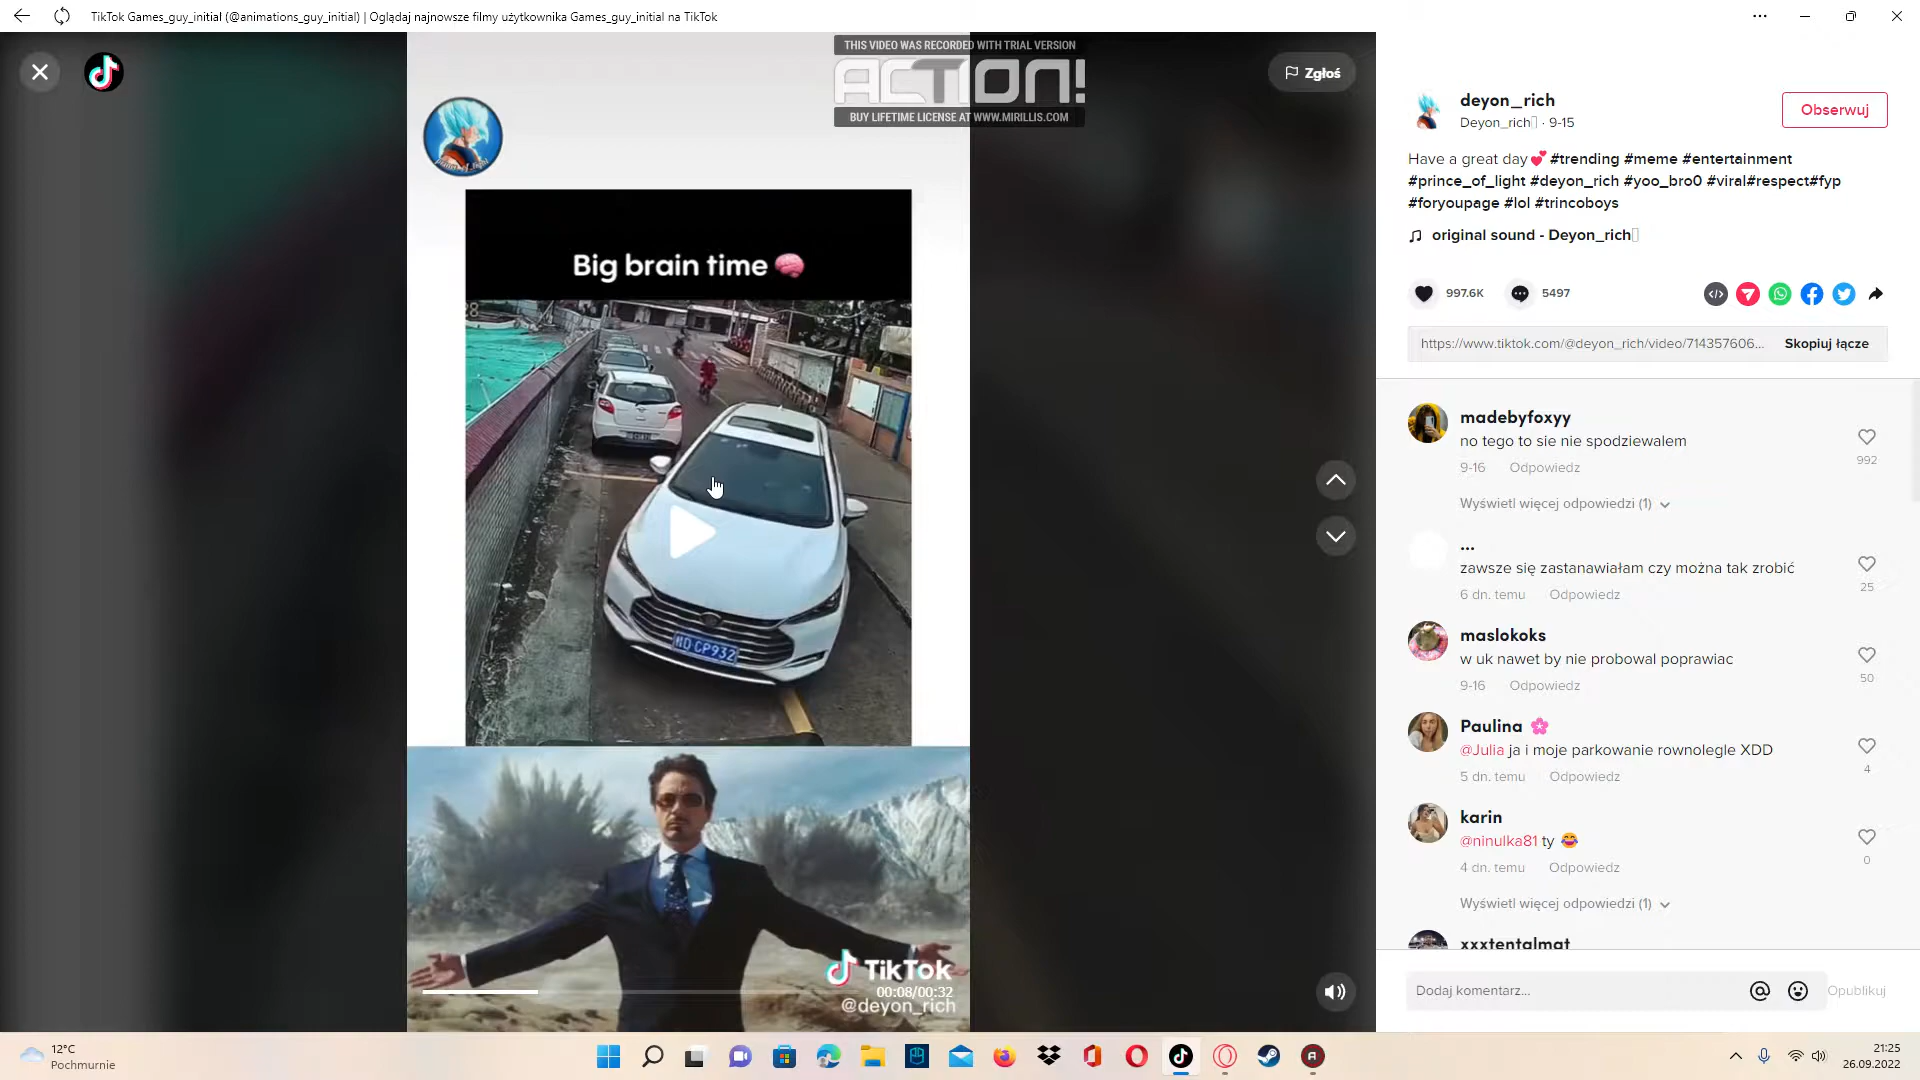 TikTok Games_guy_initial (@animations_guy_initial) | Oglądaj najnowsze filmy użytkownika Games_guy_initial na TikTok
THIS VIDEO WAS RECORDED WITH TRIAL VERSION
ACTION!
BUY LIFETIME LICENSE AT WWW.MIRILLIS.COM
Zgłoś
Big brain time 🧠
CP932
TikTok
00:08/00:32
@deyon_rich
deyon_rich
Deyon_rich · 9-15
Obserwuj
Have a great day💕 #trending #meme #entertainment
#prince_of_light #deyon_rich #yoo_bro0 #viral#respect#fyp
#foryoupage #lol #trincoboys
original sound - Deyon_rich
997.6K
5497
https://www.tiktok.com/@deyon_rich/video/714357606...
Skopiuj łącze
madebyfoxyy
no tego to sie nie spodziewalem
992
9-16 Odpowiedz
Wyświetl więcej odpowiedzi (1)
...
zawsze się zastanawiałam czy można tak zrobić
25
6 dn. temu Odpowiedz
maslokoks
w uk nawet by nie probowal poprawiac
50
9-16 Odpowiedz
Paulina 🌸
@Julia ja i moje parkowanie rownolegle XDD
4
5 dn. temu Odpowiedz
karin
@ninulka81 ty 😂
0
4 dn. temu Odpowiedz
Wyświetl więcej odpowiedzi (1)
xxxtentalmat
Dodaj komentarz...
Opublikuj
12°C
Pochmurnie
21:25
26.09.2022